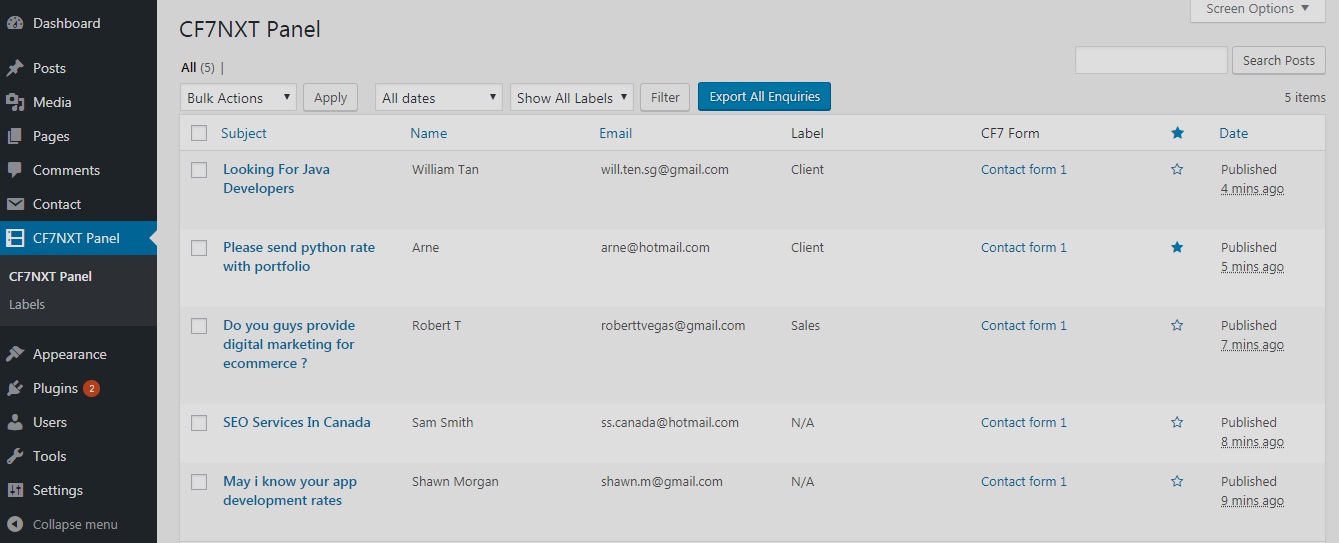 Dashboard
Posts
Media
Pages
Comments
Contact
CF7NXT Panel
CF7NXT Panel
Labels
Appearance
Plugins 2
Users
Tools
Settings
Collapse menu
Screen Options
CF7NXT Panel
All (5) |
Search Posts
Bulk Actions Apply All dates Show All Labels Filter Export All Enquiries 5 items
Subject Name Email Label CF7 Form Date
Looking For Java William Tan will.ten.sg@gmail.com Client Contact form 1 Published
Developers 4 mins ago
Please send python rate Arne arne@hotmail.com Client Contact form 1 Published
with portfolio 5 mins ago
Do you guys provide Robert T roberttvegas@gmail.com Sales Contact form 1 Published
digital marketing for 7 mins ago
ecommerce ?
SEO Services In Canada Sam Smith ss.canada@hotmail.com N/A Contact form 1 Published
8 mins ago
May i know your app Shawn Morgan shawn.m@gmail.com N/A Contact form 1 Published
development rates 9 mins ago